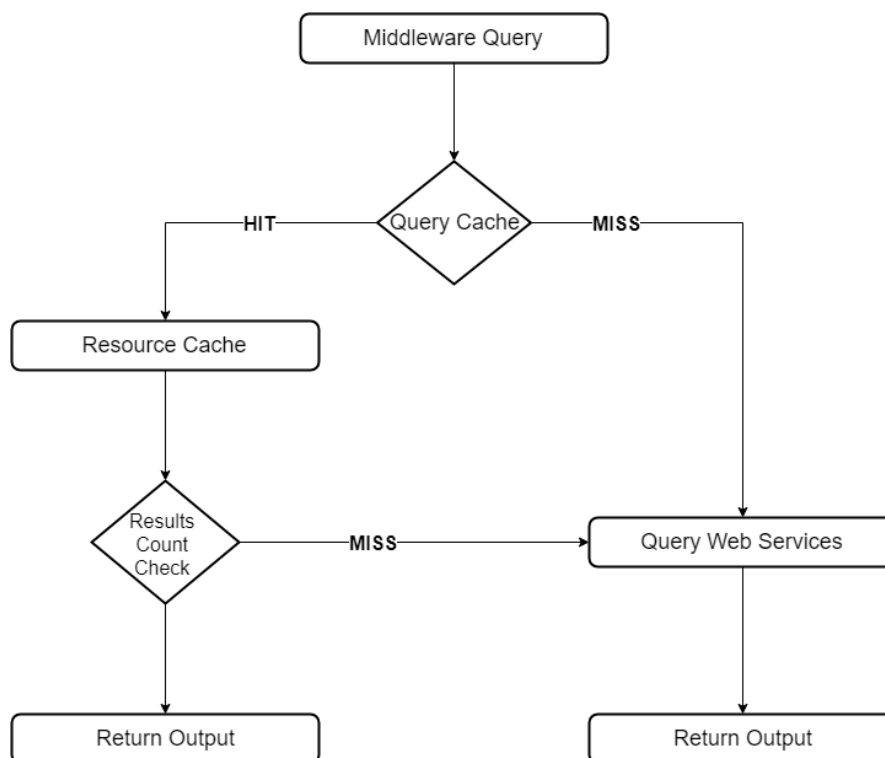 Middleware Query
Query Cache
HIT
MISS
Resource Cache
Results
Count
Check
MISS
Query Web Services
Return Output
Return Output